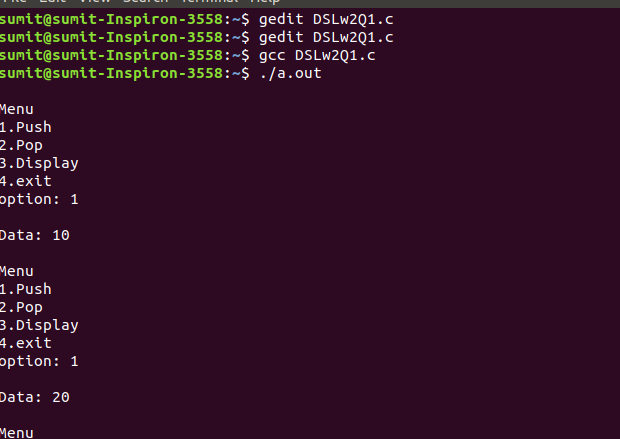 File Edit View Search Terminal Help
sumit@sumit-Inspiron-3558:~$ gedit DSLw2Q1.c
sumit@sumit-Inspiron-3558:~$ gedit DSLw2Q1.c
sumit@sumit-Inspiron-3558:~$ gcc DSLw2Q1.c
sumit@sumit-Inspiron-3558:~$ ./a.out
Menu
1.Push
2.Pop
3.Display
4.exit
option: 1
Data: 10
Menu
1.Push
2.Pop
3.Display
4.exit
option: 1
Data: 20
Menu